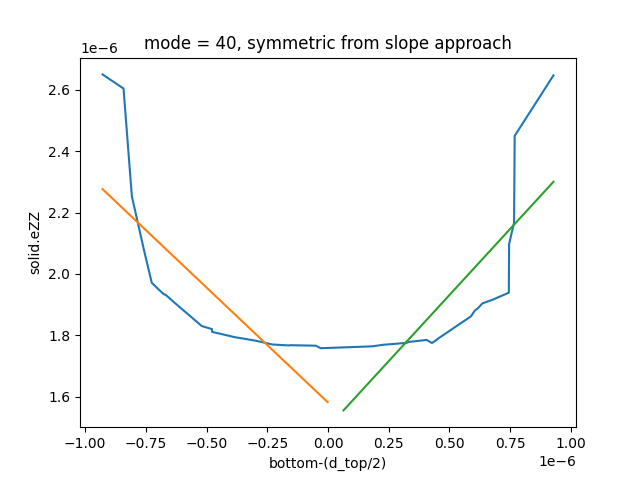 mode = 40, symmetric from slope approach
1e−6
2.6
2.4
2.2
2.0
1.8
1.6
solid.eZZ
−1.00 −0.75 −0.50 −0.25 0.00 0.25 0.50 0.75 1.00
1e−6
bottom-(d_top/2)